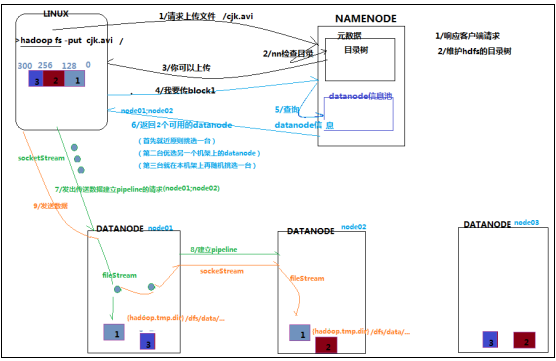 LINUX
>hadoop fs -put cjk.avi /
300 256 128 0
3 2 1
1/请求上传文件 /cjk.avi
2/nn检查目录
3/你可以上传
4/我要传block1
NAMENODE
元数据
目录树
datanode信息池
1/响应客户端请求
2/维护hdfs的目录树
5/查询
datanode信 息
node01;node02
6/返回2个可用的datanode
（首先就近原则挑选一台）
（第二台优选另一个机架上的datanode）
（第三台就在本机架上再随机挑选一台）
socketStream
7/发出传送数据建立pipeline的请求(node01;node02)
9/发送数据
DATANODE node01
8/建立pipeline
sockeStream
fileStream
(hadoop.tmp.dir)/dfs/data/...
1
3
DATANODE node02
fileStream
(hadoop.tmp.dir)/dfs/data/...
1
2
DATANODE node03
3 2